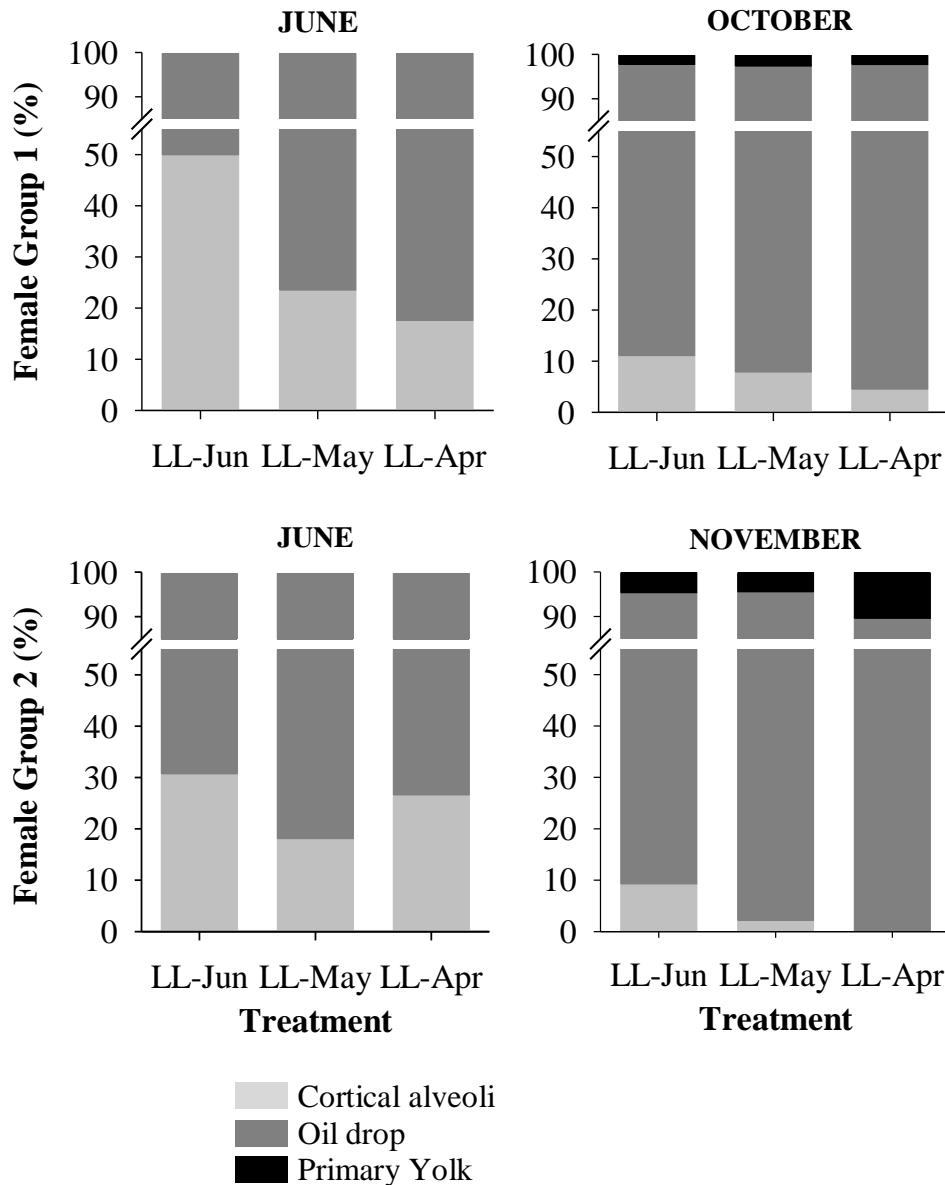 JUNE
OCTOBER
Female Group 1 (%)
100
90
50
40
30
20
10
0
100
90
50
40
30
20
10
0
LL-Jun LL-May LL-Apr
LL-Jun LL-May LL-Apr
JUNE
NOVEMBER
Female Group 2 (%)
100
90
50
40
30
20
10
0
100
90
50
40
30
20
10
0
LL-Jun LL-May LL-Apr
LL-Jun LL-May LL-Apr
Treatment
Treatment
Cortical alveoli
Oil drop
Primary Yolk